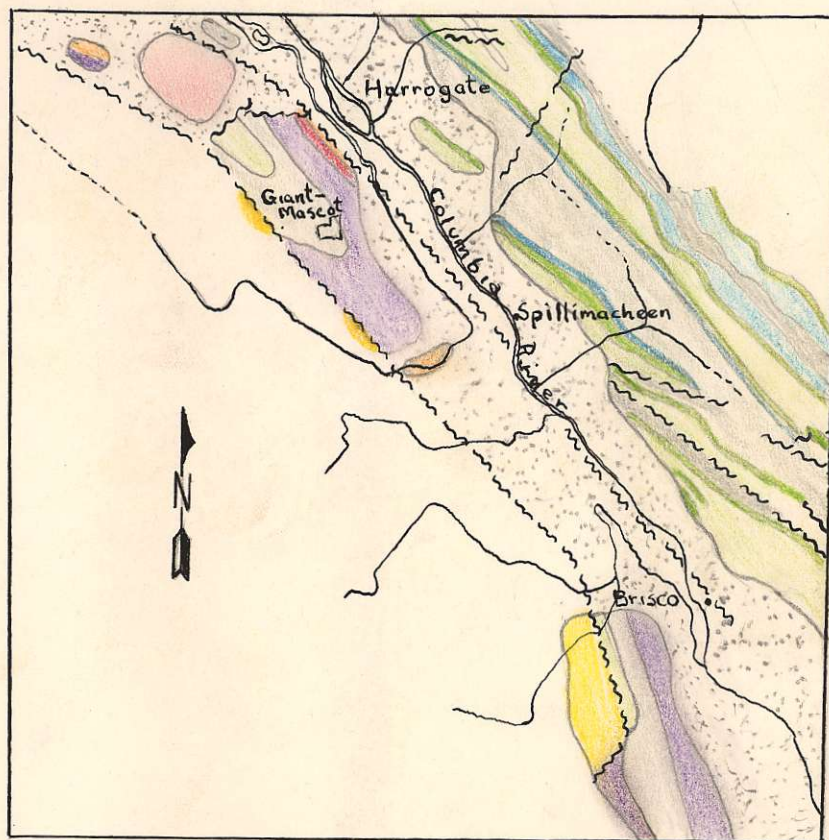 Harrogate
Giant-
Mascot
Columbia
River
Spillimacheen
N
Brisco